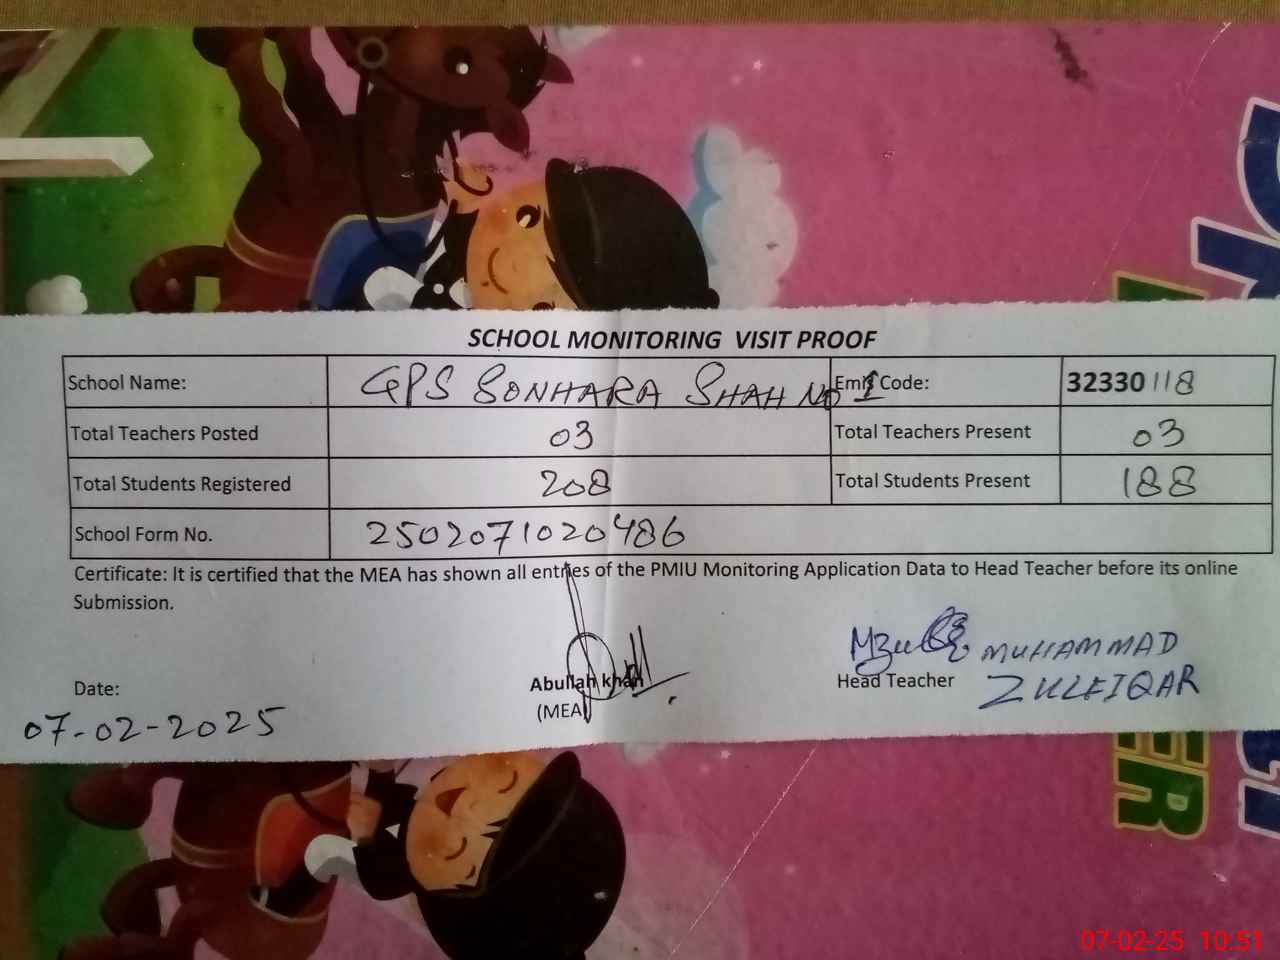 SCHOOL MONITORING VISIT PROOF
School Name: GPS SONHARA SHAH NO 1 Emis Code: 32330118
Total Teachers Posted 03 Total Teachers Present 03
Total Students Registered 208 Total Students Present 188
School Form No. 2502071020486
Certificate: It is certified that the MEA has shown all entries of the PMIU Monitoring Application Data to Head Teacher before its online
Submission.
MUHAMMAD
Date: Abullah khan Head Teacher ZULFIQAR
(MEA)
07-02-2025
ER
07-02-25 10:51